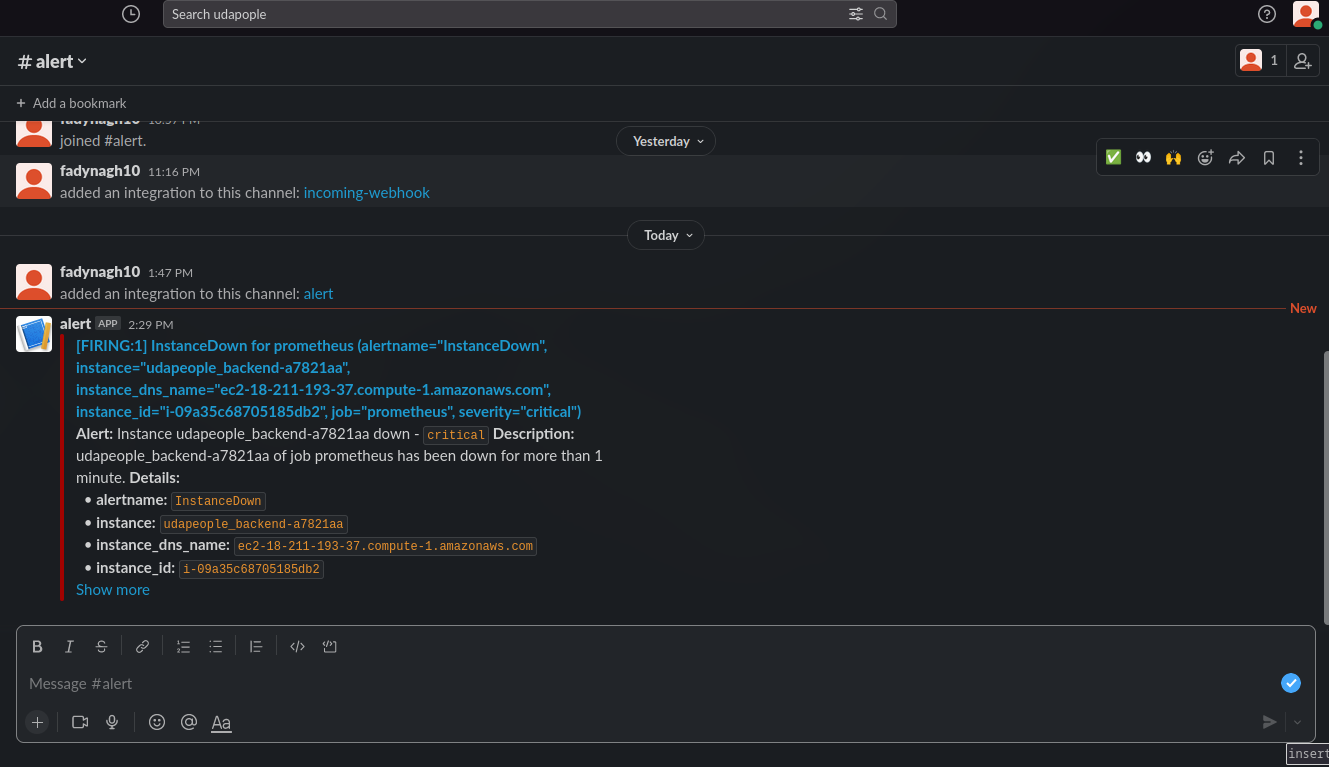 Search udapople
# alert
1
+ Add a bookmark
fadynagh10 10:57 PM
joined #alert.
Yesterday
fadynagh10 11:16 PM
added an integration to this channel: incoming-webhook
Today
fadynagh10 1:47 PM
added an integration to this channel: alert
New
alert APP 2:29 PM
[FIRING:1] InstanceDown for prometheus (alertname="InstanceDown",
instance="udapeople_backend-a7821aa",
instance_dns_name="ec2-18-211-193-37.compute-1.amazonaws.com",
instance_id="i-09a35c68705185db2", job="prometheus", severity="critical")
Alert: Instance udapeople_backend-a7821aa down - critical Description:
udapeople_backend-a7821aa of job prometheus has been down for more than 1
minute. Details:
• alertname: InstanceDown
• instance: udapeople_backend-a7821aa
• instance_dns_name: ec2-18-211-193-37.compute-1.amazonaws.com
• instance_id: i-09a35c68705185db2
Show more
B I S
Message #alert
Aa
insert